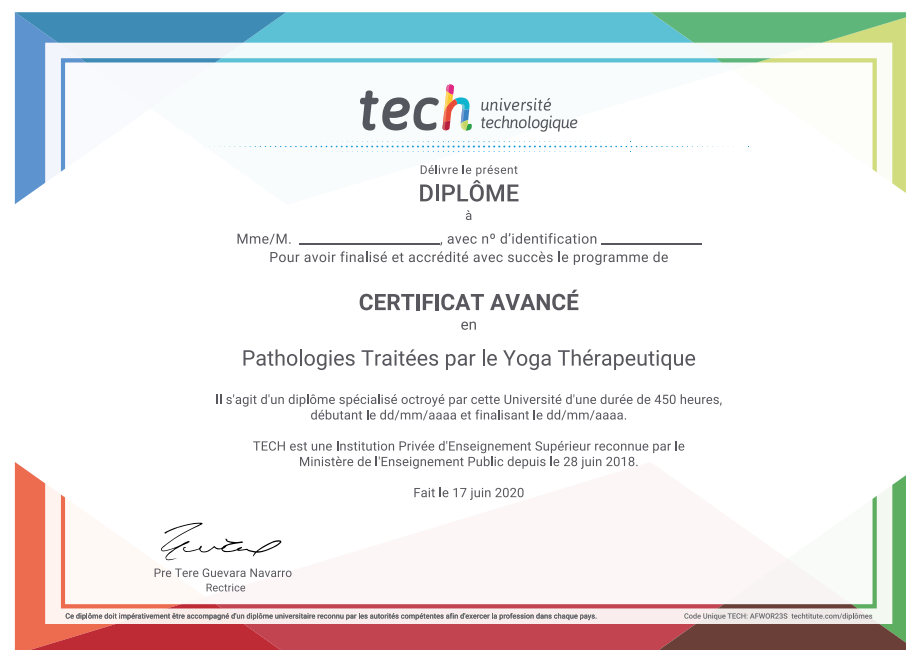 tech université
technologique
Délivre le présent
DIPLÔME
à
Mme/M. ____________________, avec nº d'identification ______________
Pour avoir finalisé et accrédité avec succès le programme de
CERTIFICAT AVANCÉ
en
Pathologies Traitées par le Yoga Thérapeutique
Il s'agit d'un diplôme spécialisé octroyé par cette Université d'une durée de 450 heures,
débutant le dd/mm/aaaa et finalisant le dd/mm/aaaa.
TECH est une Institution Privée d'Enseignement Supérieur reconnue par le
Ministère de l'Enseignement Public depuis le 28 juin 2018.
Fait le 17 juin 2020
Pre Tere Guevara Navarro
Rectrice
Ce diplôme doit impérativement être accompagné d'un diplôme universitaire reconnu par les autorités compétentes afin d'exercer la profession dans chaque pays.
Code Unique TECH: AFWOR23S techtitute.com/diplômes